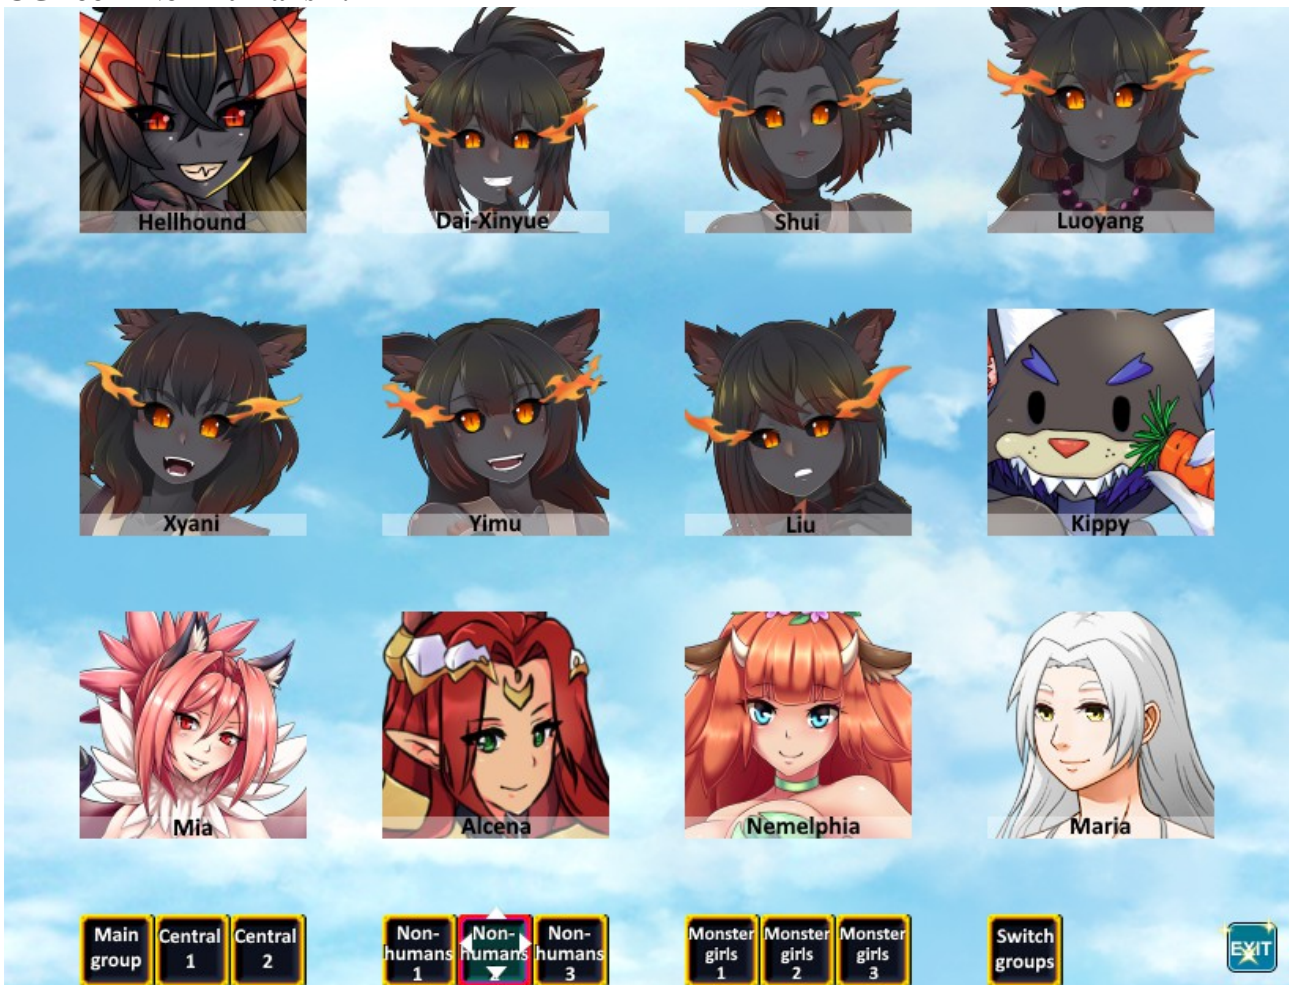 Hellhound
Dai-Xinyue
Shui
Luoyang
Xyani
Yimu
Liu
Kippy
Mia
Alcena
Nemelphia
Maria
Main group
Central 1
Central 2
Non-humans 1
Non-humans
Non-humans 3
Monster girls 1
Monster girls 2
Monster girls 3
Switch groups
EXIT